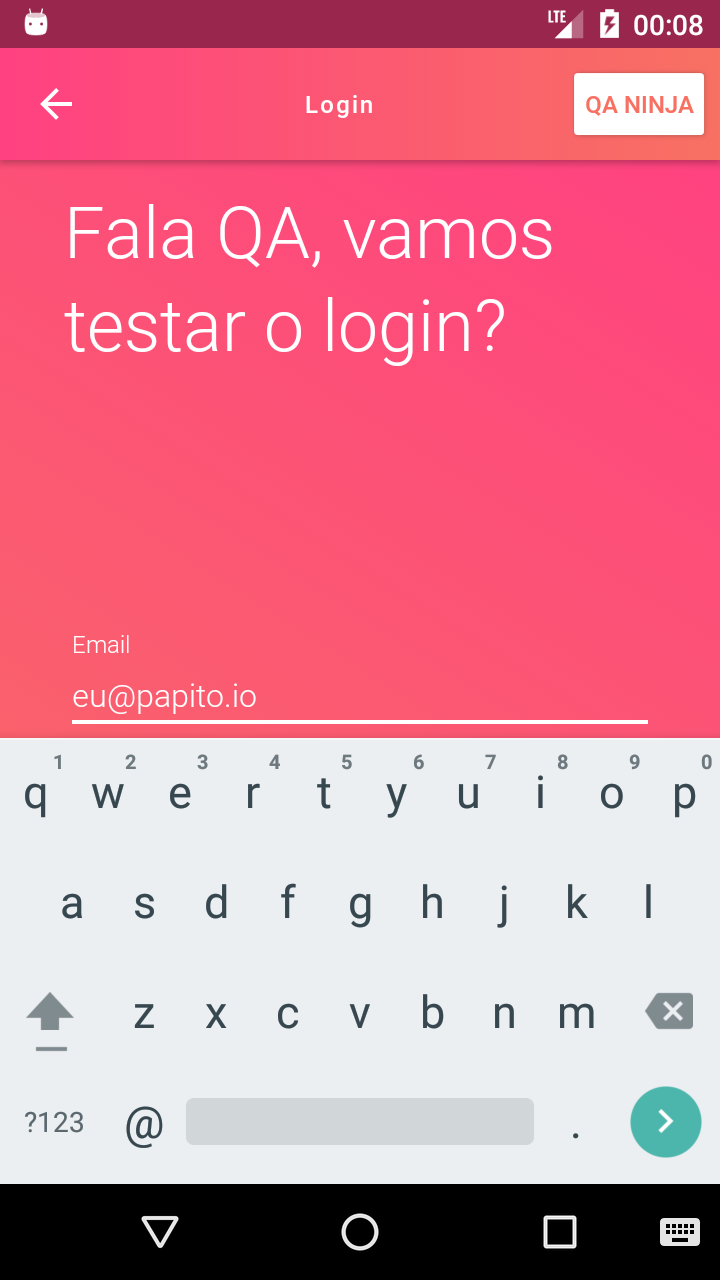 LTE 00:08
Login QA NINJA
Fala QA, vamos
testar o login?
Email
eu@papito.io
1 2 3 4 5 6 7 8 9 0
q w e r t y u i o p
a s d f g h j k l
z x c v b n m
?123 @ .